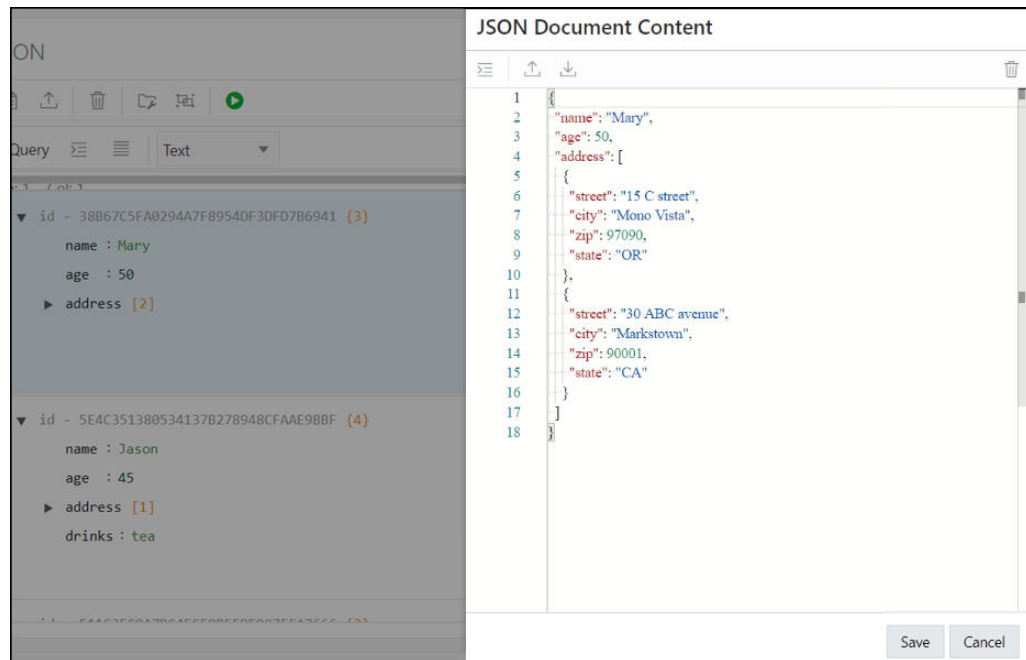 ON
Query
Text
id - 38B67C5FA0294A7F8954DF3DFD7B6941 {3}
name : Mary
age : 50
address [2]
id - 5E4C351380534137B278948CFAAE9BBF {4}
name : Jason
age : 45
address [1]
drinks : tea
JSON Document Content
1 {
2 "name": "Mary",
3 "age": 50,
4 "address": [
5 {
6 "street": "15 C street",
7 "city": "Mono Vista",
8 "zip": 97090,
9 "state": "OR"
10 },
11 {
12 "street": "30 ABC avenue",
13 "city": "Markstown",
14 "zip": 90001,
15 "state": "CA"
16 }
17 ]
18 }
Save Cancel